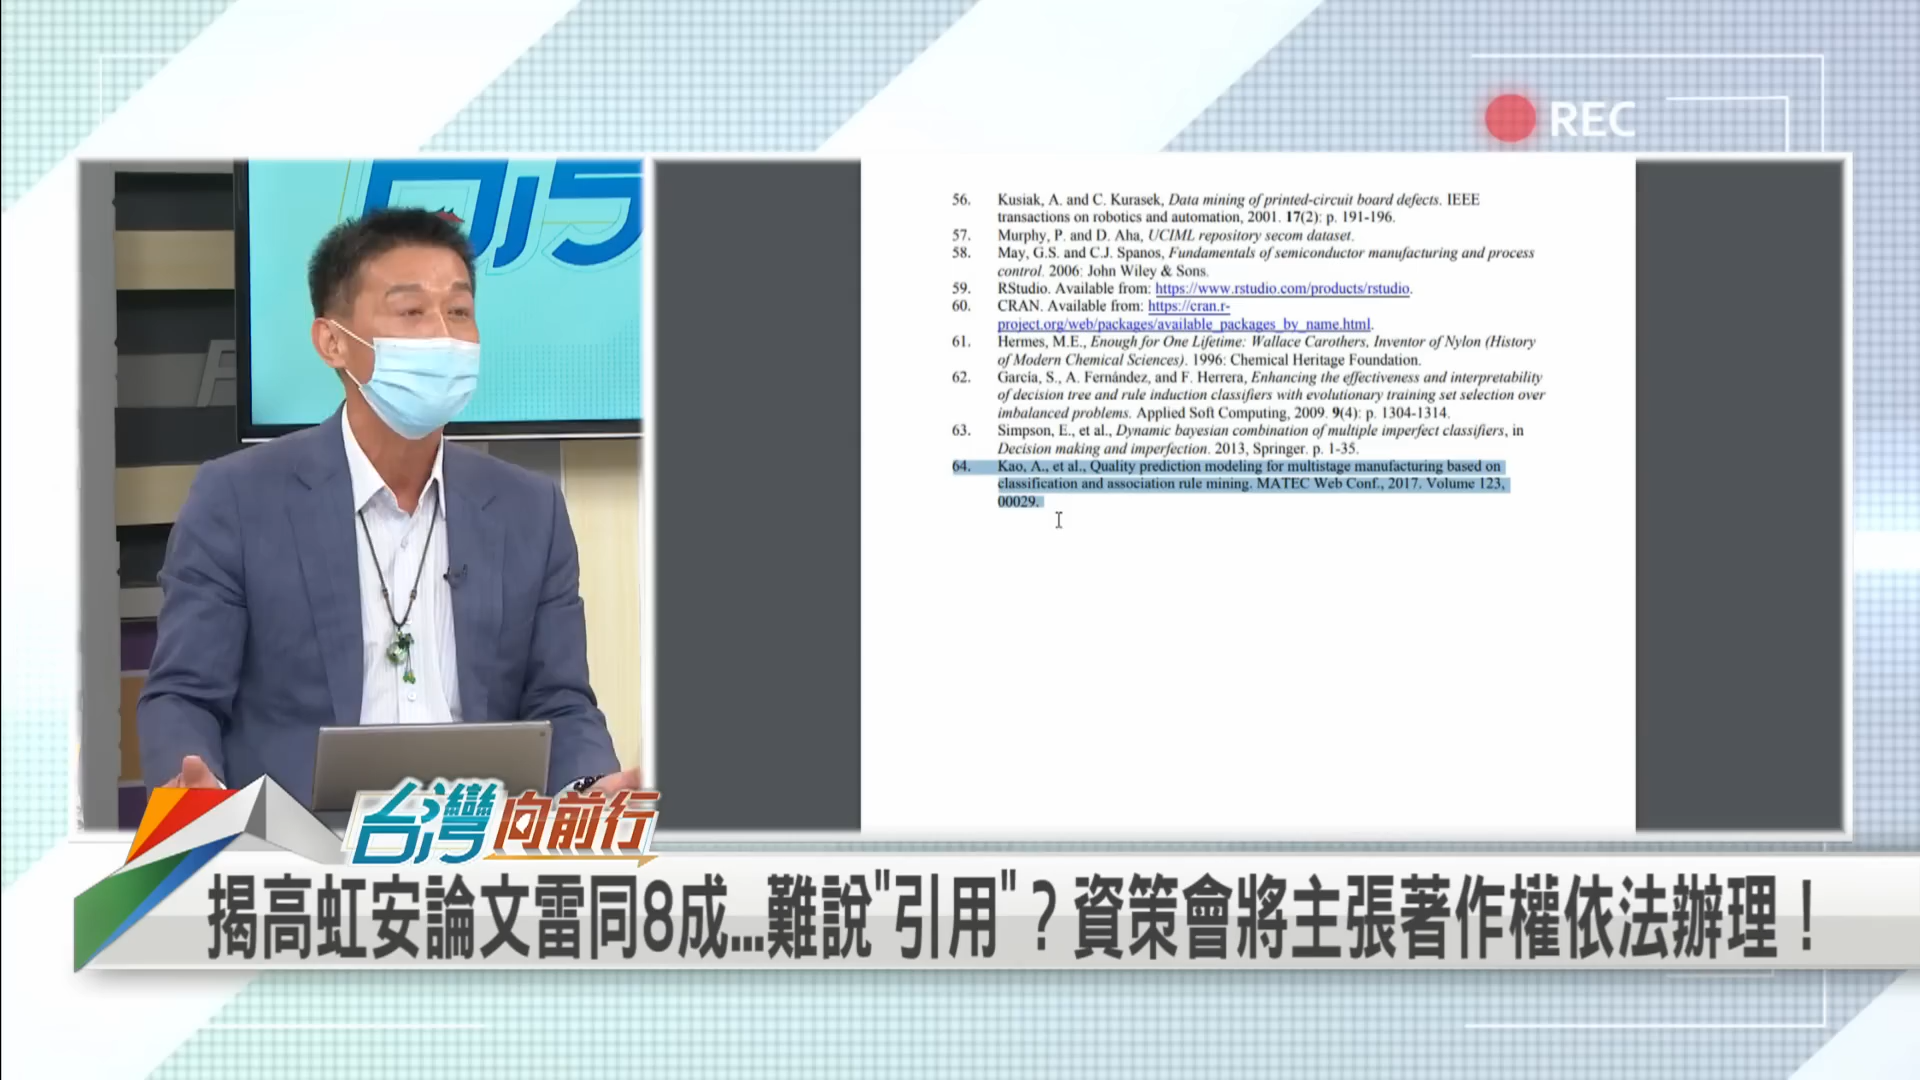 REC
56. Kusiak, A. and C. Kurasek, Data mining of printed-circuit board defects. IEEE
transactions on robotics and automation, 2001. 17(2): p. 191-196.
57. Murphy, P. and D. Aha, UCIML repository secom dataset.
58. May, G.S. and C.J. Spanos, Fundamentals of semiconductor manufacturing and process
control. 2006: John Wiley & Sons.
59. RStudio. Available from: https://www.rstudio.com/products/rstudio.
60. CRAN. Available from: https://cran.r-
project.org/web/packages/available_packages_by_name.html.
61. Hermes, M.E., Enough for One Lifetime: Wallace Carothers, Inventor of Nylon (History
of Modern Chemical Sciences). 1996: Chemical Heritage Foundation.
62. García, S., A. Fernández, and F. Herrera, Enhancing the effectiveness and interpretability
of decision tree and rule induction classifiers with evolutionary training set selection over
imbalanced problems. Applied Soft Computing, 2009. 9(4): p. 1304-1314.
63. Simpson, E., et al., Dynamic bayesian combination of multiple imperfect classifiers, in
Decision making and imperfection. 2013, Springer. p. 1-35.
64. Kao, A., et al., Quality prediction modeling for multistage manufacturing based on
classification and association rule mining. MATEC Web Conf., 2017. Volume 123,
00029.
台灣向前行
揭高虹安論文雷同8成...難說"引用"？資策會將主張著作權依法辦理！